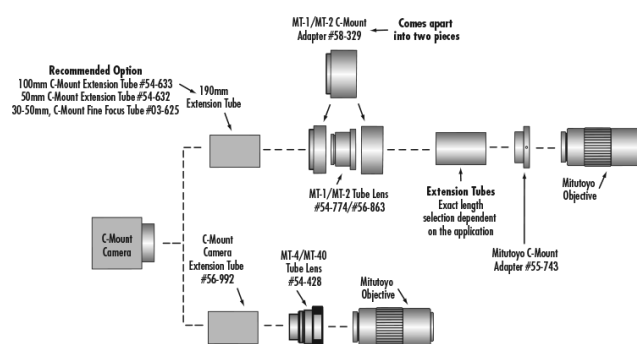 MT-1/MT-2 C-Mount
Adapter #58-329
Comes apart
into two pieces
Recommended Option
100mm C-Mount Extension Tube #54-633
50mm C-Mount Extension Tube #54-632
30-50mm, C-Mount Fine Focus Tube #03-625
190mm
Extension Tube
MT-1/MT-2 Tube Lens
#54-774/#56-863
Extension Tubes
Exact length
selection dependent
on the application
Mitutoyo
Objective
Mitutoyo C-Mount
Adapter #55-743
C-Mount
Camera
C-Mount
Camera
Extension Tube
#56-992
MT-4/MT-40
Tube Lens
#54-428
Mitutoyo
Objective